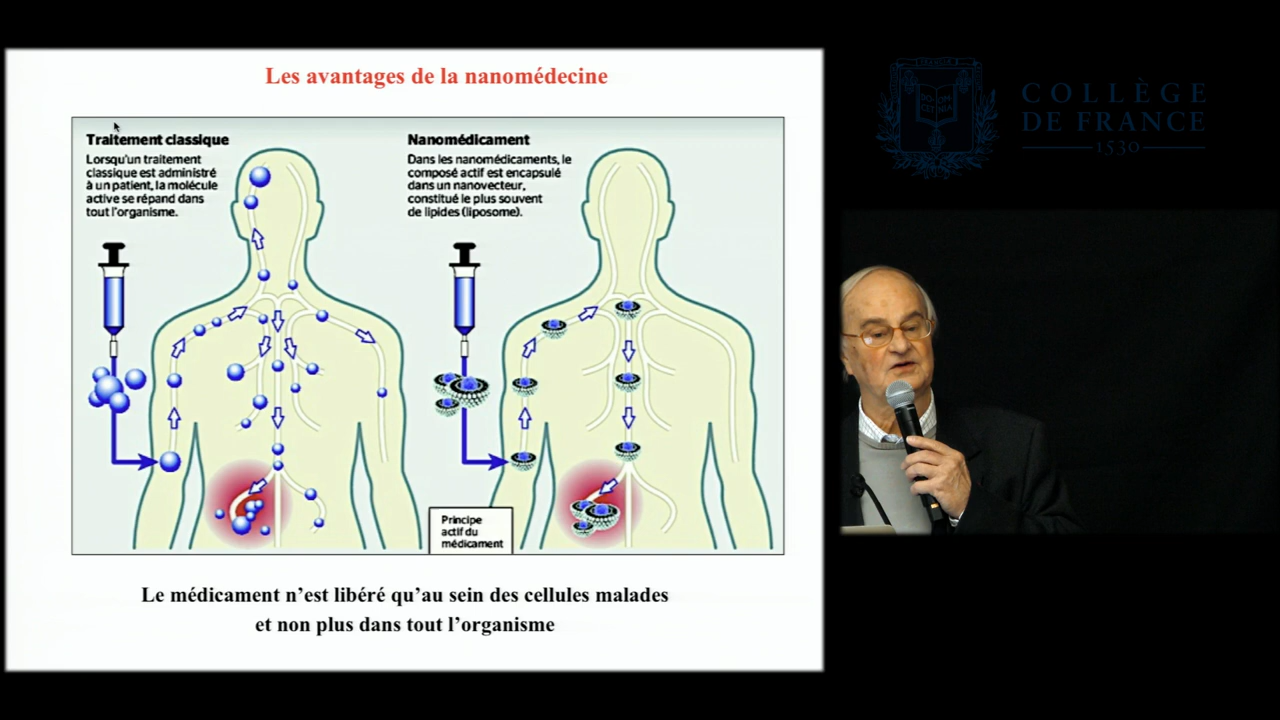 Les avantages de la nanomédecine
Traitement classique
Lorsqu'un traitement
classique est administré
à un patient, la molécule
active se répand dans
tout l'organisme.
Nanomédicament
Dans les nanomédicaments, le
composé actif est encapsulé
dans un nanovecteur,
constitué le plus souvent
de lipides (liposome).
Principe
actif du
médicament
Le médicament n'est libéré qu'au sein des cellules malades
et non plus dans tout l'organisme
COLLÈGE
DE FRANCE
1530